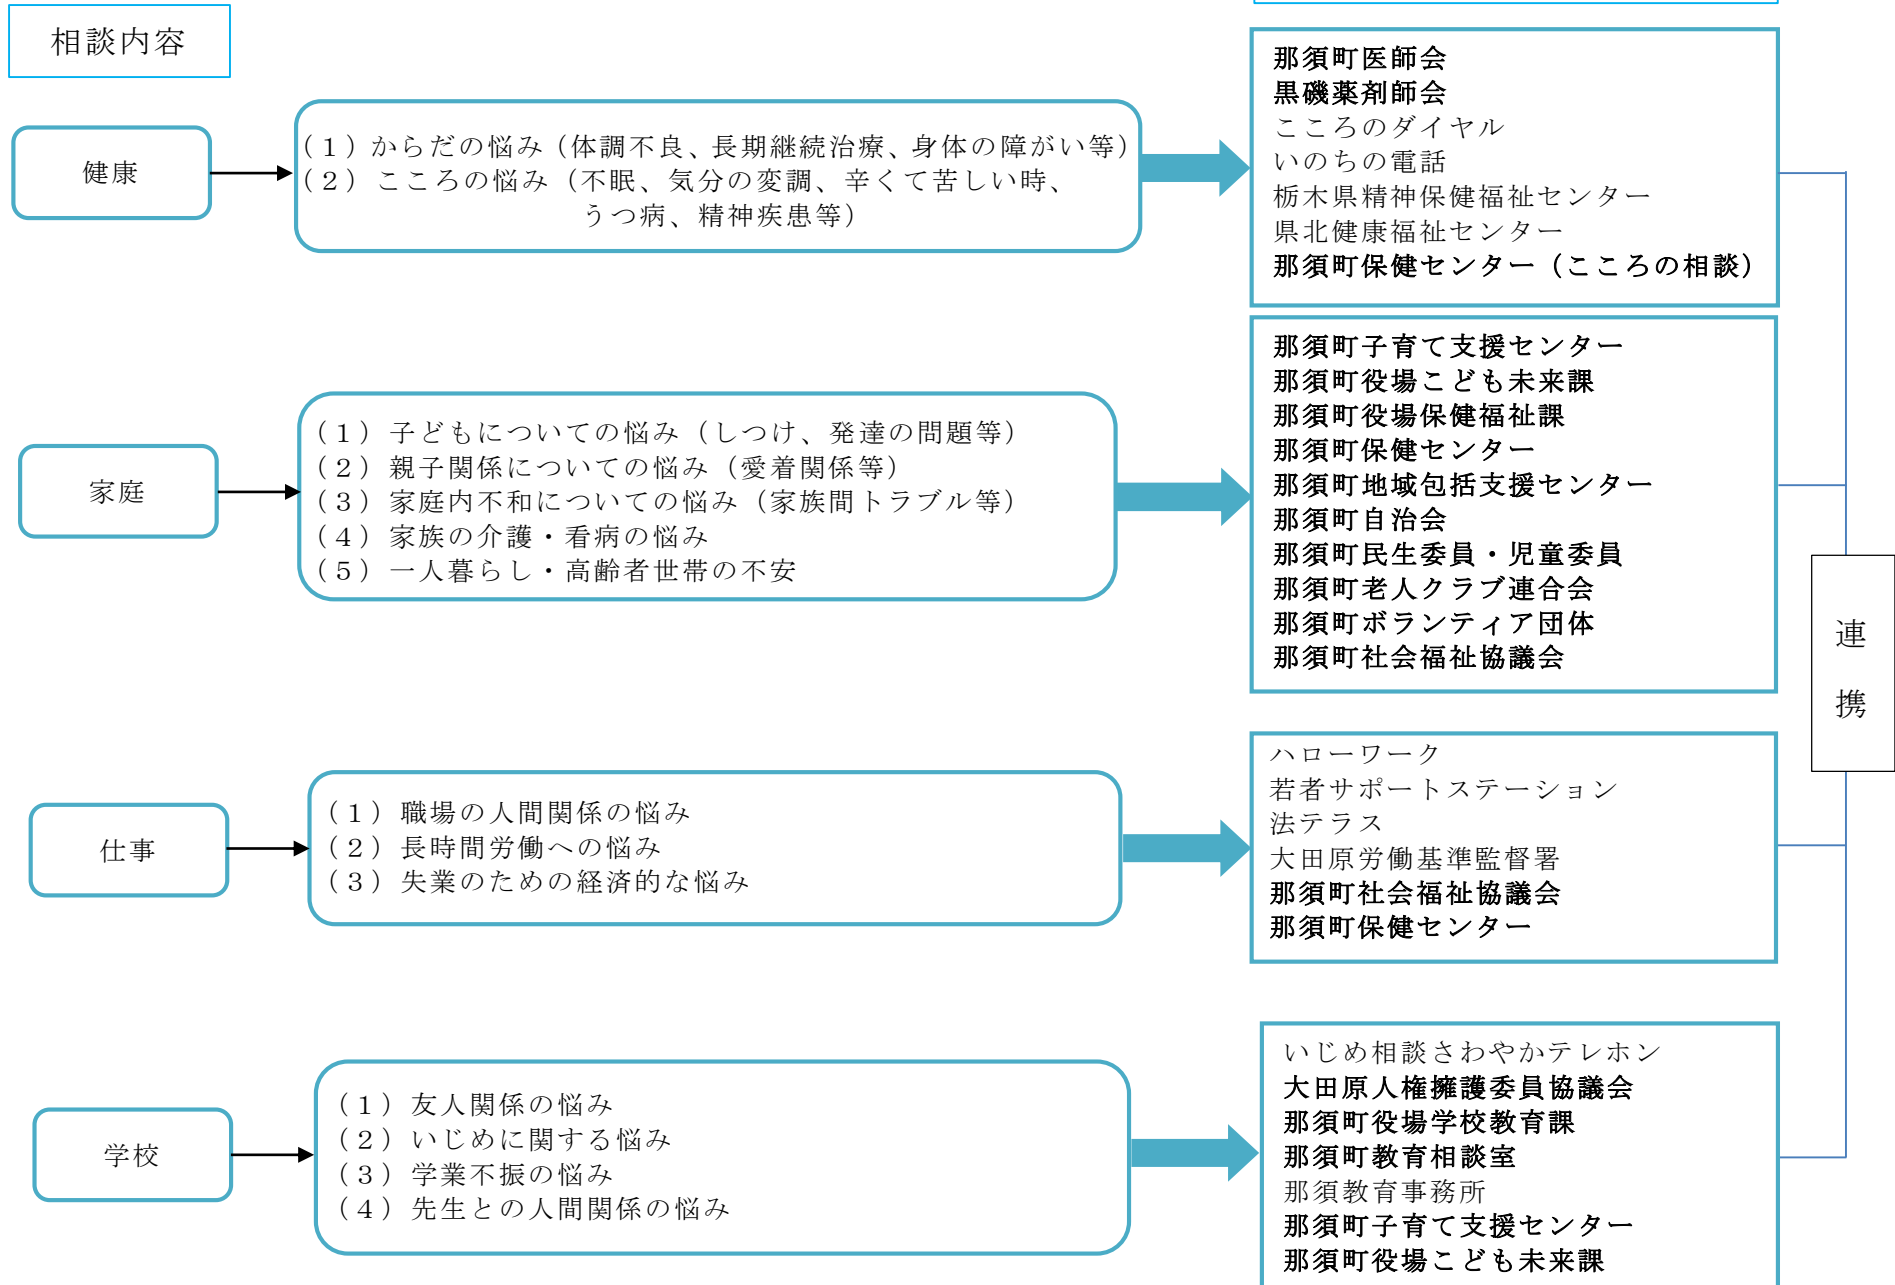 相談内容
健康
(1)からだの悩み(体調不良、長期継続治療、身体の障がい等)
(2)こころの悩み(不眠、気分の変調、辛くて苦しい時、
うつ病、精神疾患等)
那須町医師会
黒磯薬剤師会
こころのダイヤル
いのちの電話
栃木県精神保健福祉センター
県北健康福祉センター
那須町保健センター(こころの相談)
家庭
(1)子どもについての悩み(しつけ、発達の問題等)
(2)親子関係についての悩み(愛着関係等)
(3)家庭内不和についての悩み(家族間トラブル等)
(4)家族の介護・看病の悩み
(5)一人暮らし・高齢者世帯の不安
那須町子育て支援センター
那須町役場こども未来課
那須町役場保健福祉課
那須町保健センター
那須町地域包括支援センター
那須町自治会
那須町民生委員・児童委員
那須町老人クラブ連合会
那須町ボランティア団体
那須町社会福祉協議会
連
携
仕事
(1)職場の人間関係の悩み
(2)長時間労働への悩み
(3)失業のための経済的な悩み
ハローワーク
若者サポートステーション
法テラス
大田原労働基準監督署
那須町社会福祉協議会
那須町保健センター
学校
(1)友人関係の悩み
(2)いじめに関する悩み
(3)学業不振の悩み
(4)先生との人間関係の悩み
いじめ相談さわやかテレホン
大田原人権擁護委員協議会
那須町役場学校教育課
那須町教育相談室
那須教育事務所
那須町子育て支援センター
那須町役場こども未来課